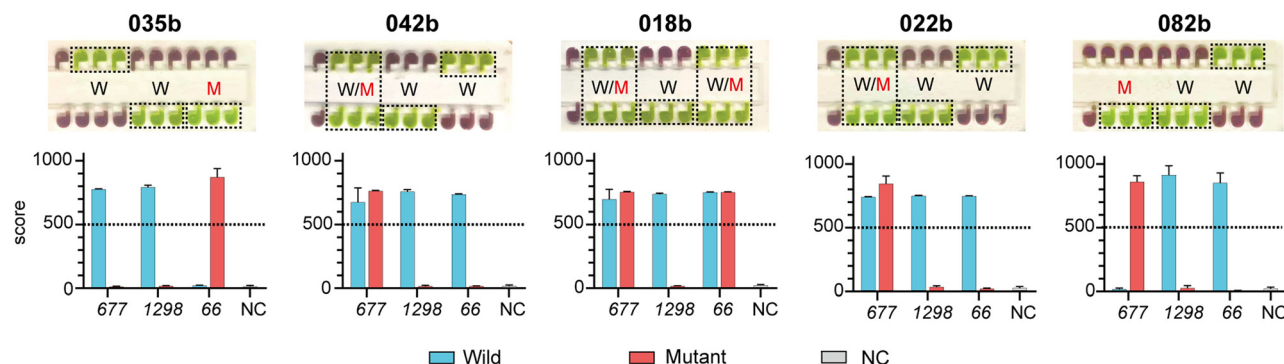 035b 042b 018b 022b 082b
W W M W/M W W W/M W W/M W/M W W M W W
1000 1000 1000 1000 1000
500 500 500 500 500
0 0 0 0 0
score
677 1298 66 NC 677 1298 66 NC 677 1298 66 NC 677 1298 66 NC 677 1298 66 NC
Wild Mutant NC